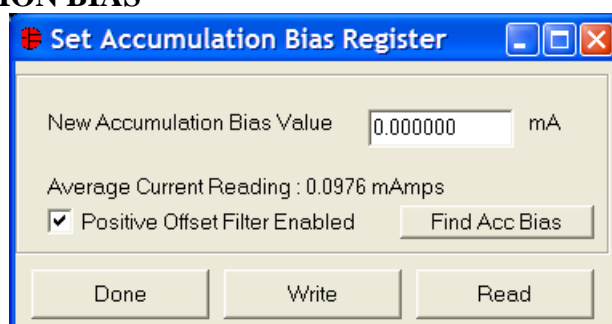 ION BIAS
Set Accumulation Bias Register
New Accumulation Bias Value 0.000000 mA
Average Current Reading : 0.0976 mAmps
Positive Offset Filter Enabled Find Acc Bias
Done Write Read